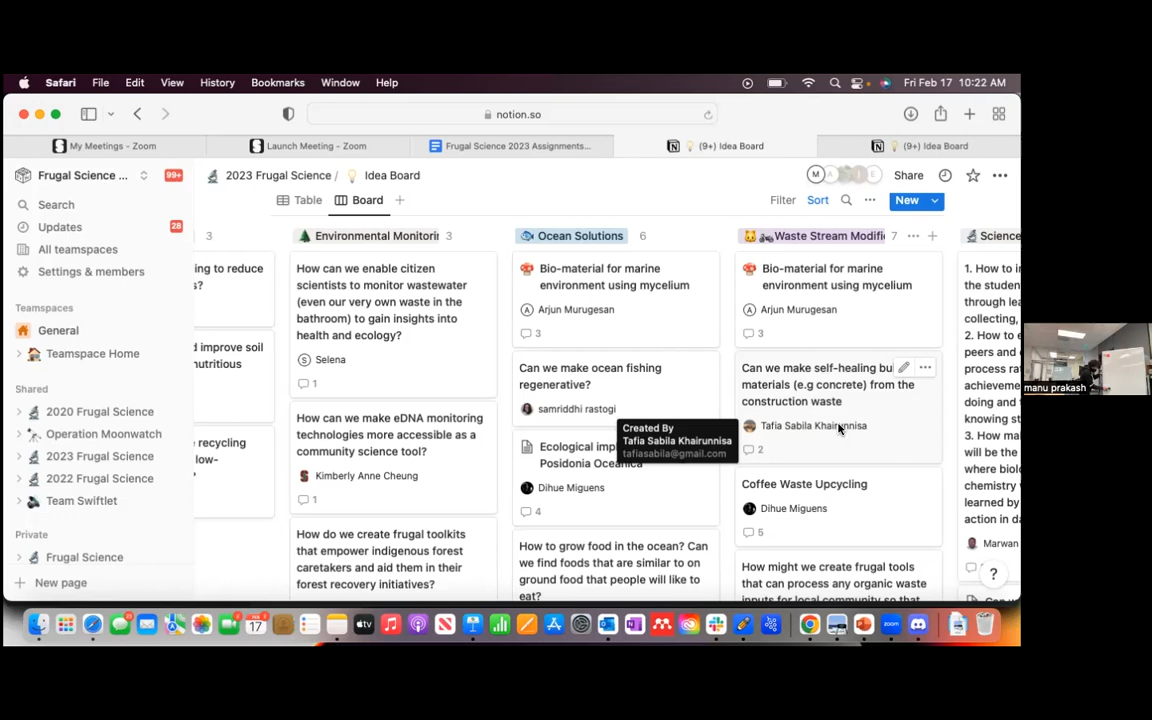 Safari File Edit View History Bookmarks Window Help Fri Feb 17 10:22 AM
notion.so
My Meetings - Zoom
Launch Meeting - Zoom
Frugal Science 2023 Assignments...
(9+) Idea Board
(9+) Idea Board
Frugal Science ...
99+
Search
Updates
28
All teamspaces
Settings & members
Teamspaces
General
Teamspace Home
Shared
2020 Frugal Science
Operation Moonwatch
2023 Frugal Science
2022 Frugal Science
Team Swiftlet
Private
Frugal Science
New page
2023 Frugal Science / Idea Board
M A E Share
Table Board
Filter Sort New
3
ing to reduce
s?
d improve soil
nutritious
recycling
low-
Environmental Monitorin 3
How can we enable citizen
scientists to monitor wastewater
(even our very own waste in the
bathroom) to gain insights into
health and ecology?
S Selena
1
How can we make eDNA monitoring
technologies more accessible as a
community science tool?
Kimberly Anne Cheung
1
How do we create frugal toolkits
that empower indigenous forest
caretakers and aid them in their
forest recovery initiatives?
Ocean Solutions 6
Bio-material for marine
environment using mycelium
A Arjun Murugesan
3
Can we make ocean fishing
regenerative?
samriddhi rastogi
Ecological imp
Posidonia Oceanica
Dihue Miguens
4
How to grow food in the ocean? Can
we find foods that are similar to on
ground food that people will like to
eat?
Created By
Tafia Sabila Khairunnisa
tafiasabila@gmail.com
Waste Stream Modifi 7
Bio-material for marine
environment using mycelium
A Arjun Murugesan
3
Can we make self-healing bu
materials (e.g concrete) from the
construction waste
Tafia Sabila Khairunnisa
2
Coffee Waste Upcycling
Dihue Miguens
5
How might we create frugal tools
that can process any organic waste
inputs for local community so that
Science
1. How to i
the studen
through lea
collecting,
2. How to e
peers and
process ra
achieveme
doing and
knowing st
3. How ma
will be the
where biol
chemistry
learned by
action in da
Marwan
?
17
tv
zoom
manu prakash